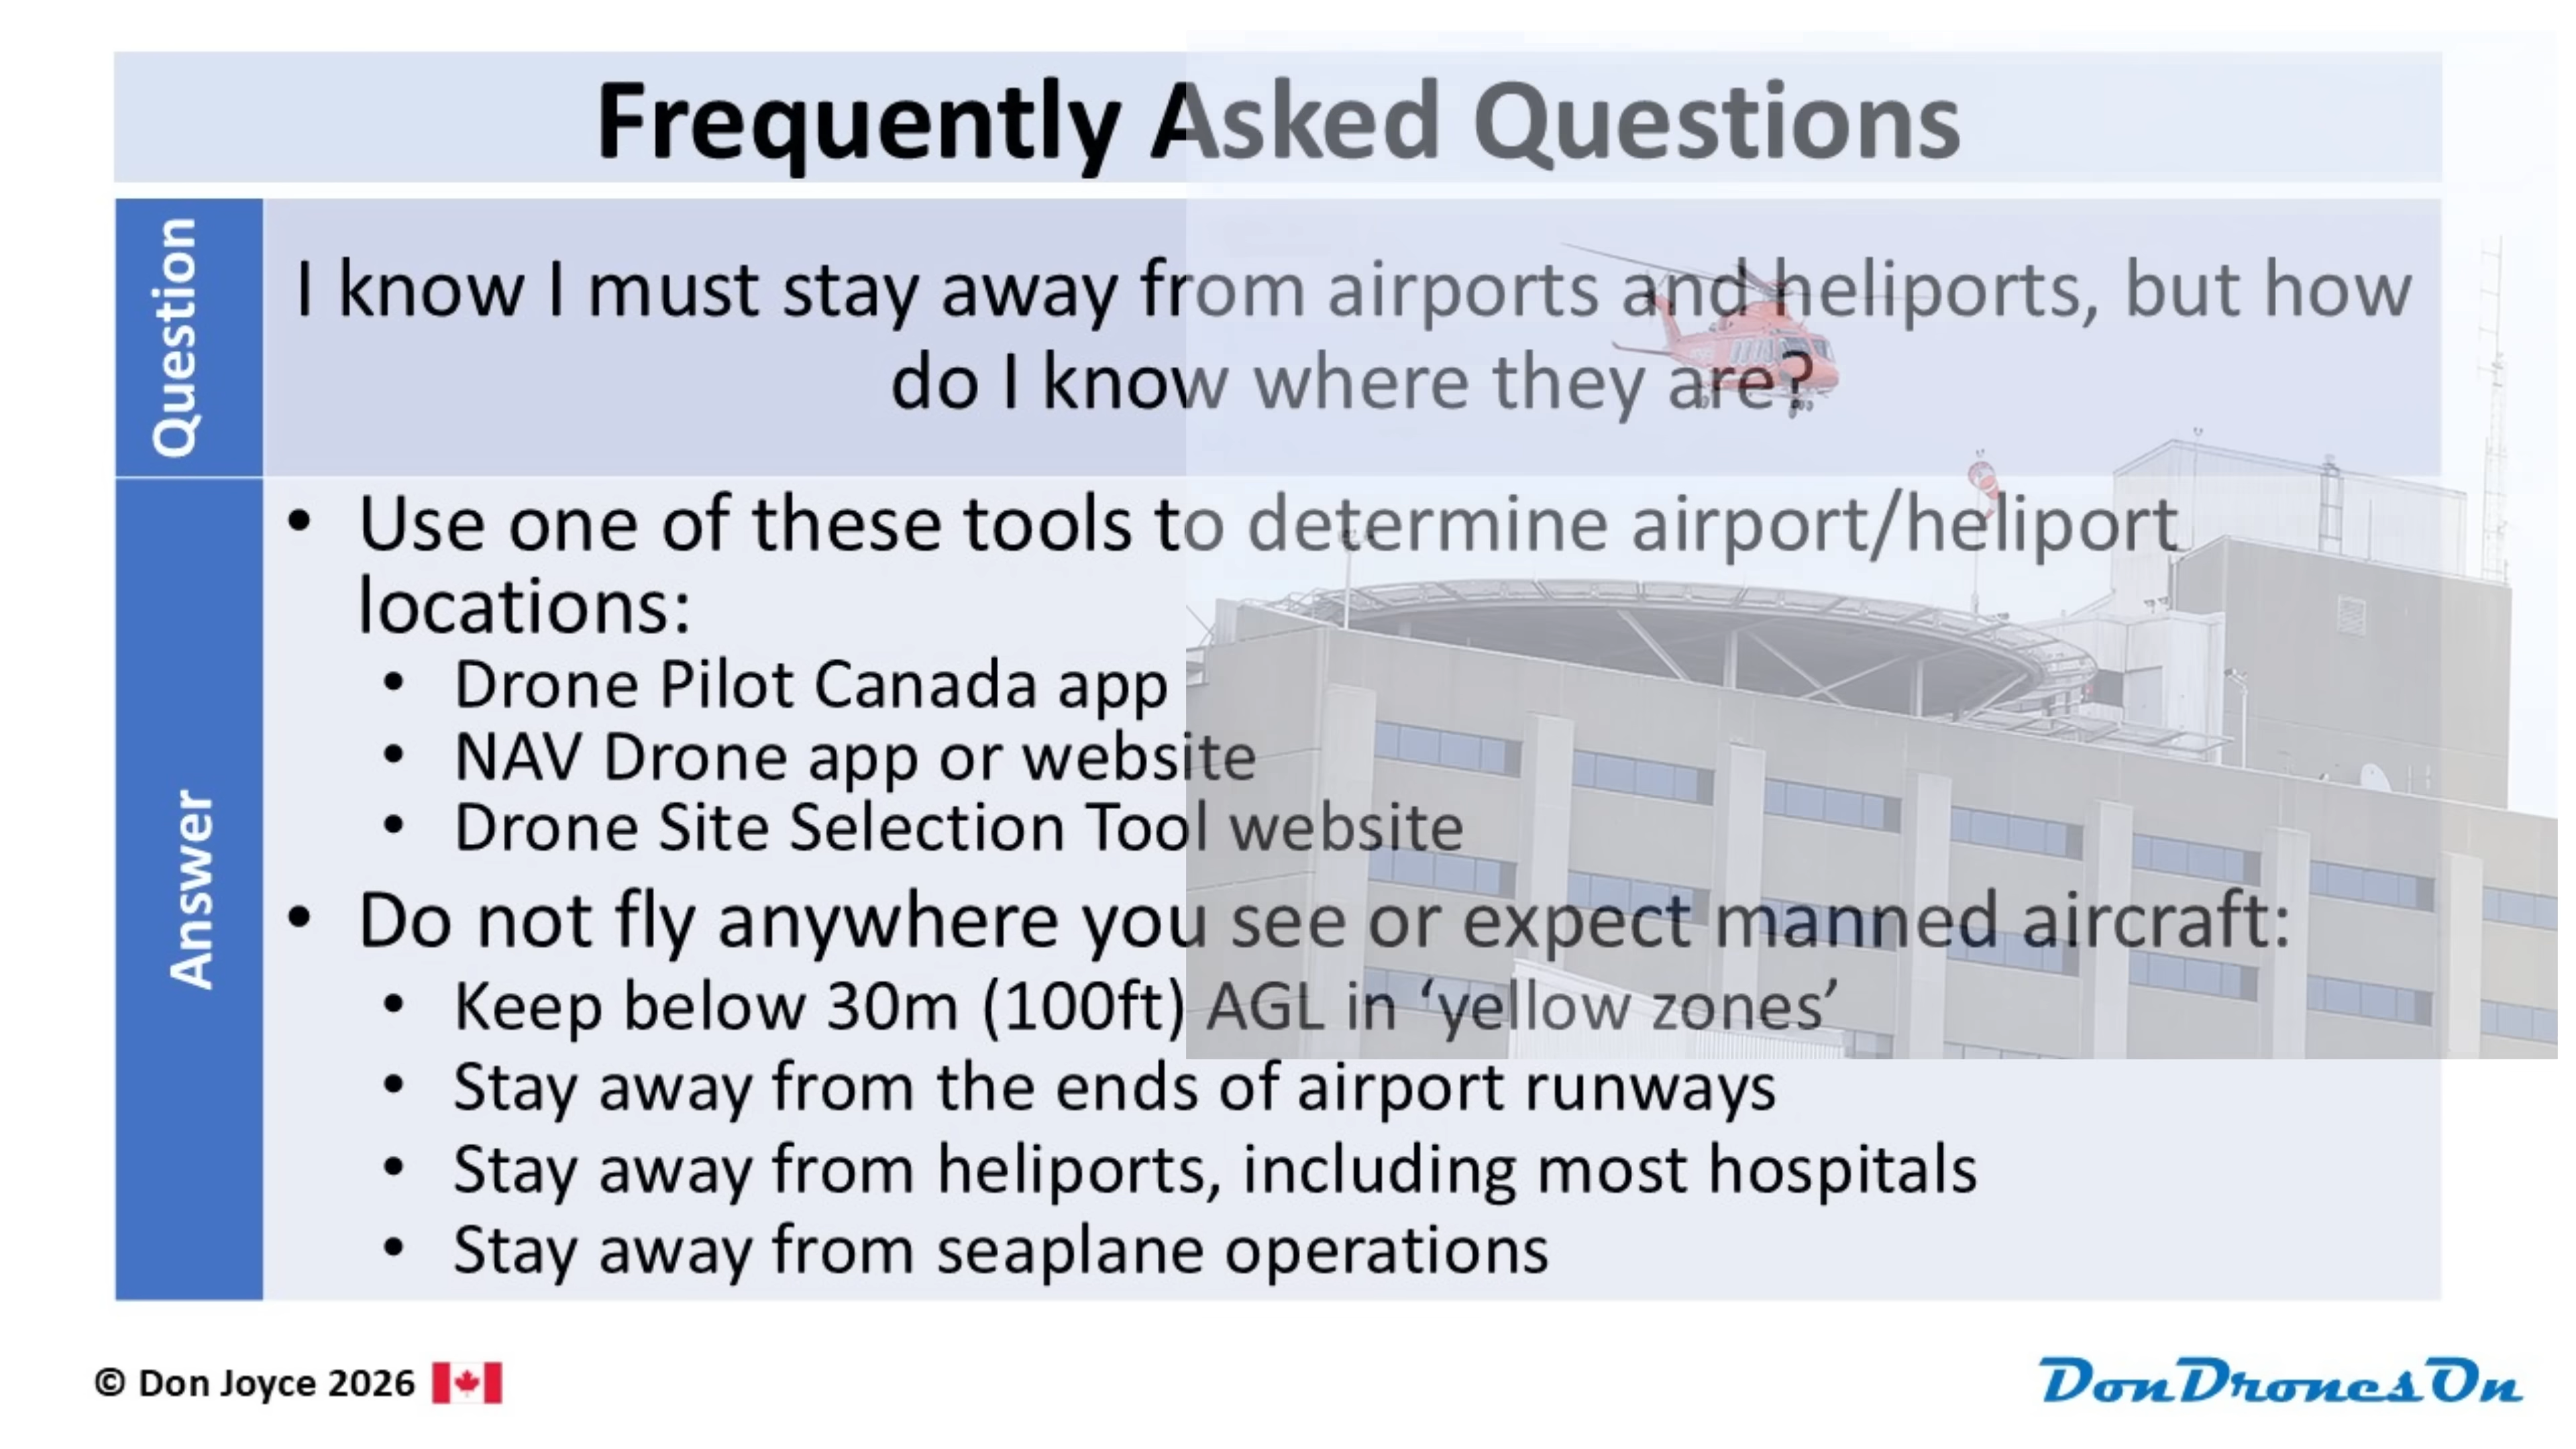 Frequently Asked Questions
Question
I know I must stay away from airports and heliports, but how
do I know where they are?
Answer
• Use one of these tools to determine airport/heliport
locations:
• Drone Pilot Canada app
• NAV Drone app or website
• Drone Site Selection Tool website
• Do not fly anywhere you see or expect manned aircraft:
• Keep below 30m (100ft) AGL in ‘yellow zones’
• Stay away from the ends of airport runways
• Stay away from heliports, including most hospitals
• Stay away from seaplane operations
© Don Joyce 2026
DonDronesOn